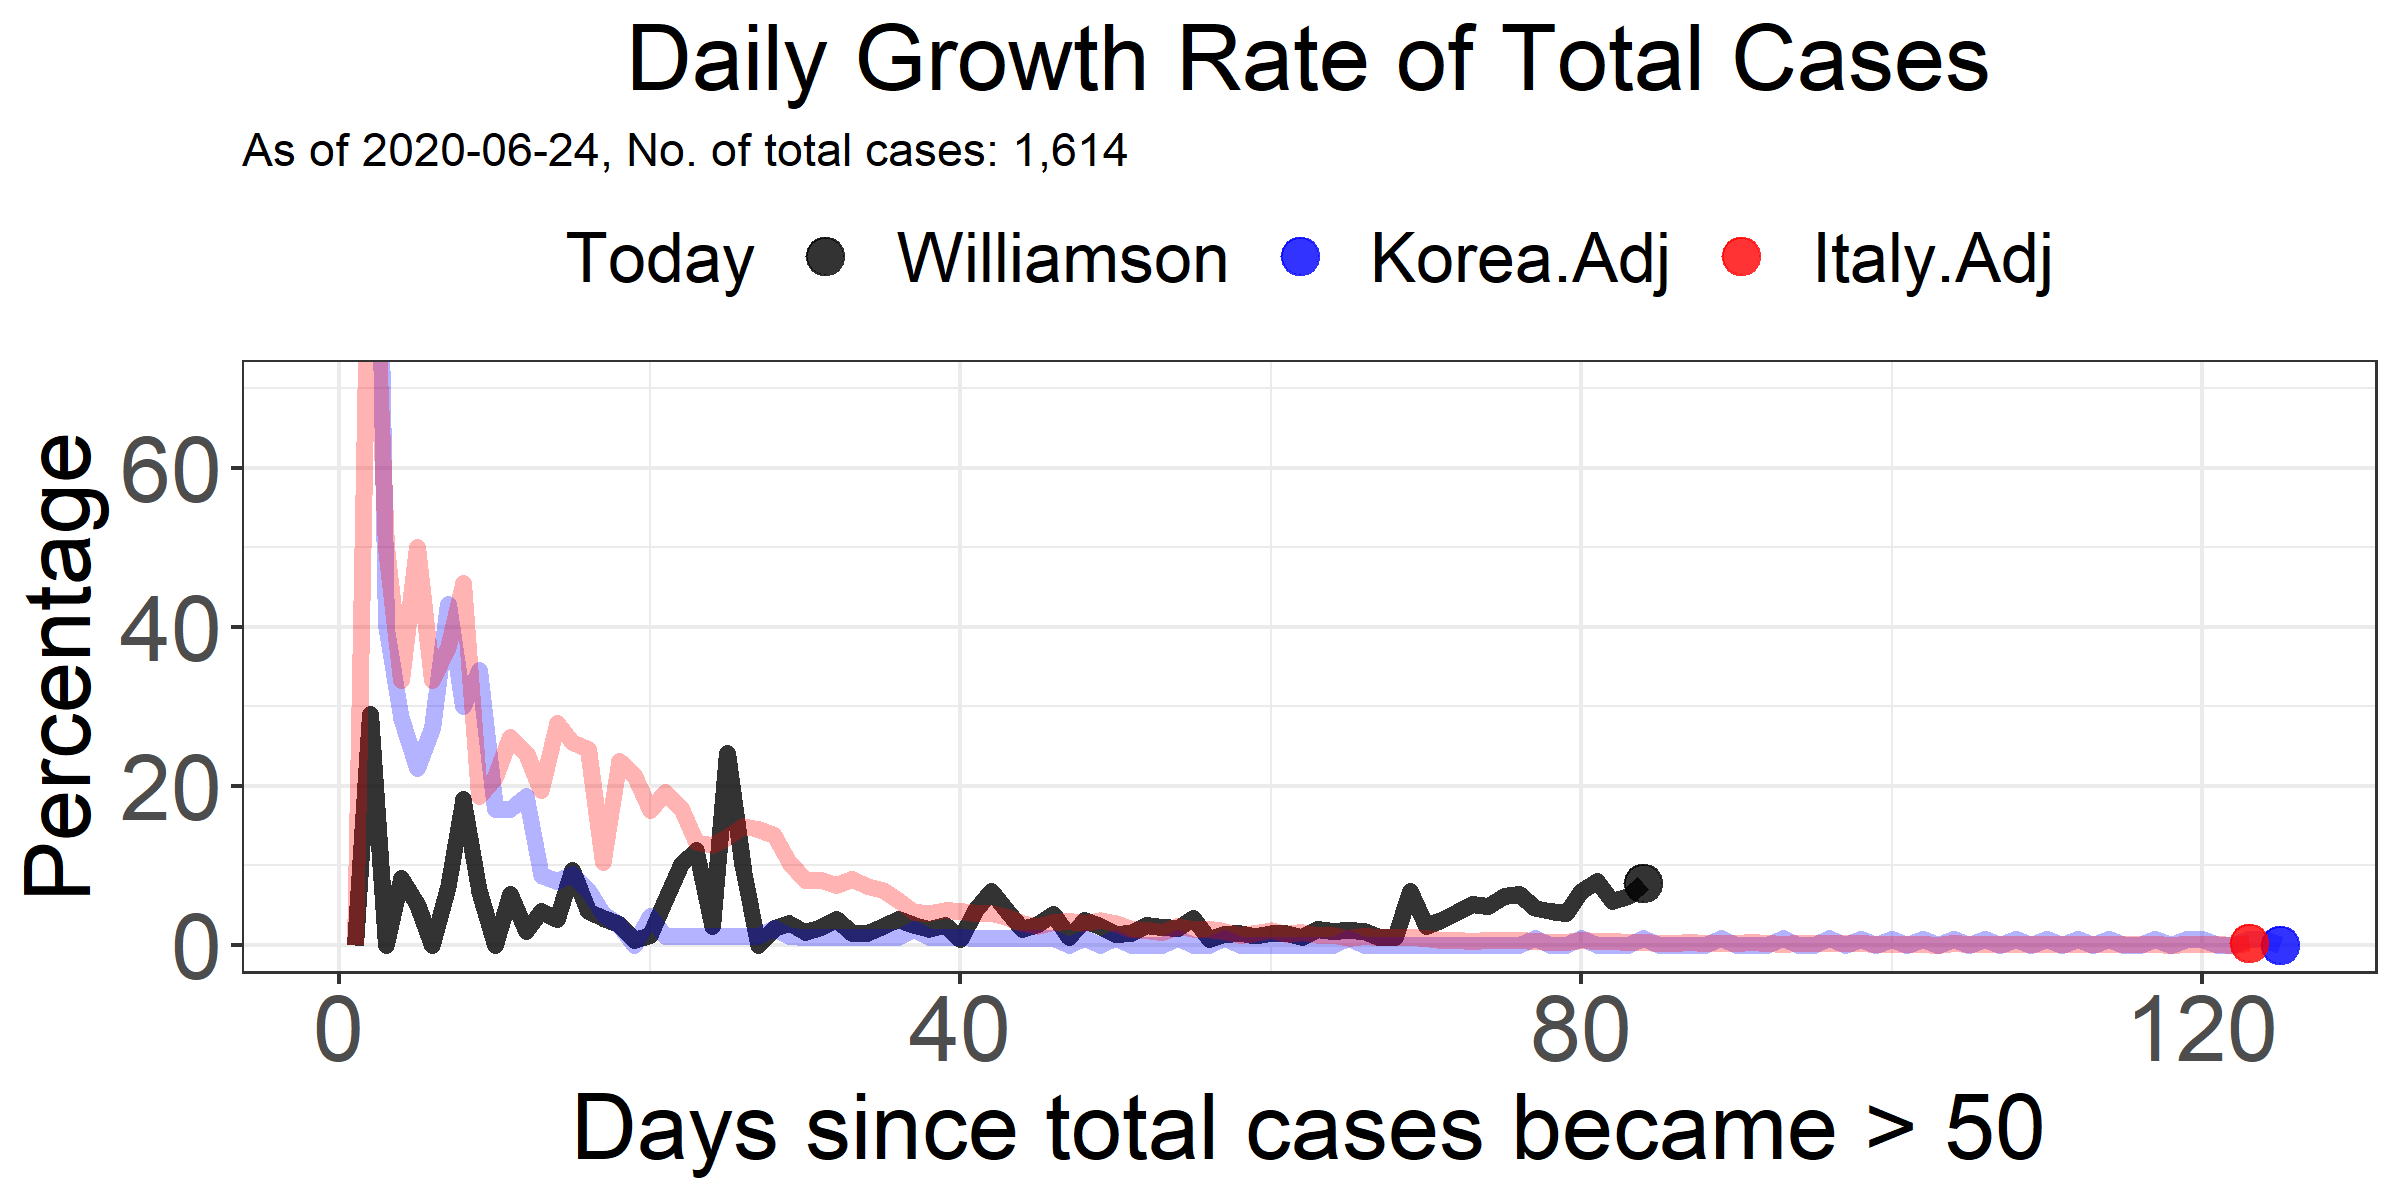 Daily Growth Rate of Total Cases
As of 2020-06-24, No. of total cases: 1,614
Today Williamson Korea.Adj Italy.Adj
Percentage
60
40
20
0
0 40 80 120
Days since total cases became > 50